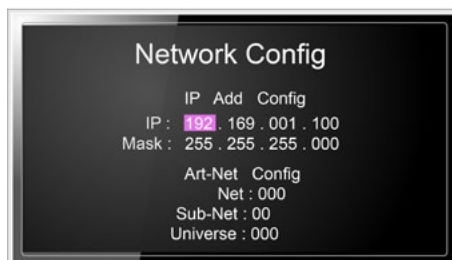 Network Config
IP Add Config
IP : 192 . 169 . 001 . 100
Mask : 255 . 255 . 255 . 000
Art-Net Config
Net : 000
Sub-Net : 00
Universe : 000